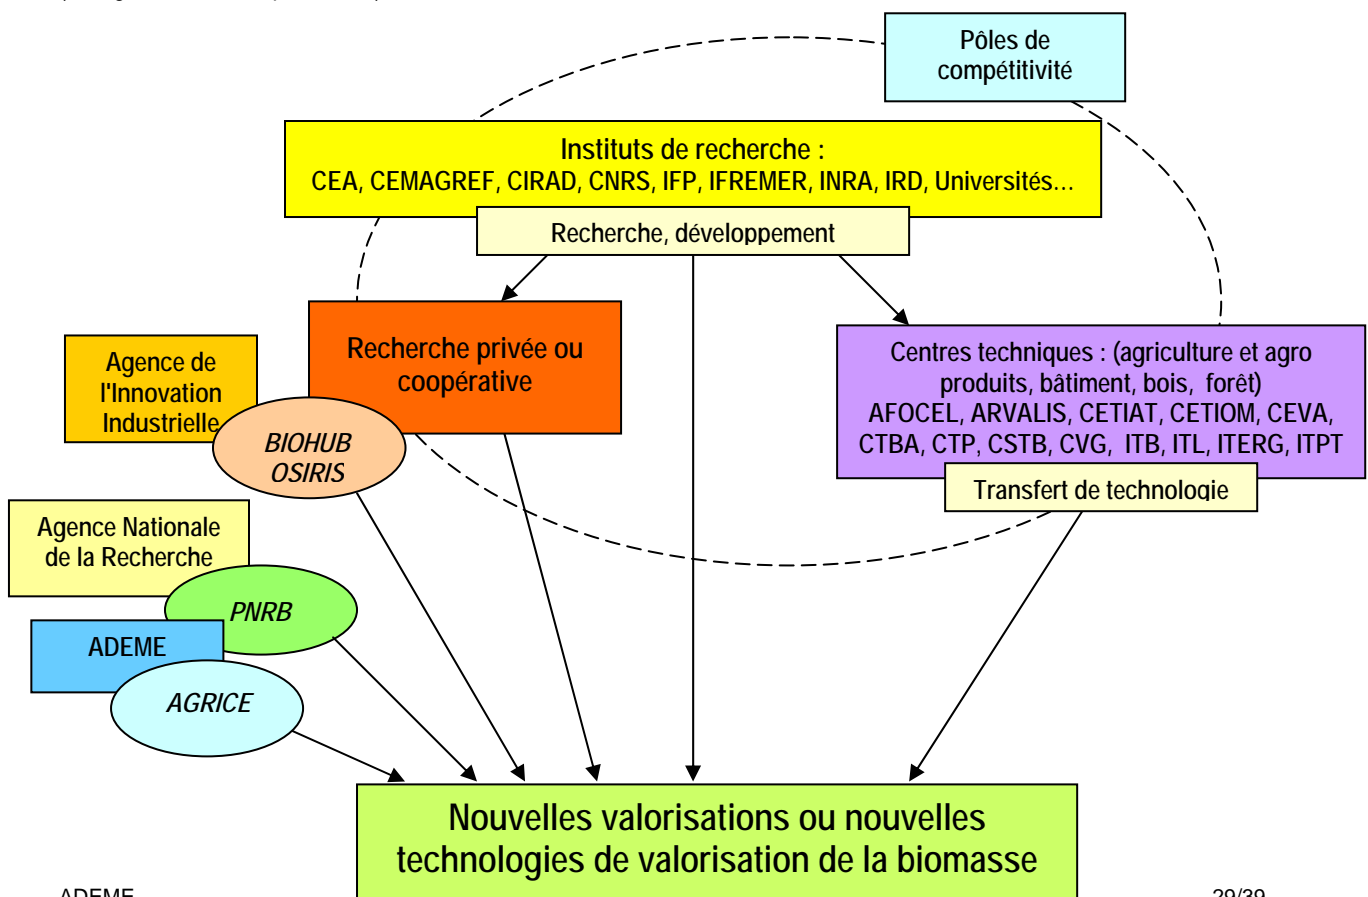 Pôles de
compétitivité
Instituts de recherche :
CEA, CEMAGREF, CIRAD, CNRS, IFP, IFREMER, INRA, IRD, Universités…
Recherche, développement
Recherche privée ou
coopérative
Agence de
l'Innovation
Industrielle
BIOHUB
OSIRIS
Centres techniques : (agriculture et agro
produits, bâtiment, bois, forêt)
AFOCEL, ARVALIS, CETIAT, CETIOM, CEVA,
CTBA, CTP, CSTB, CVG, ITB, ITL, ITERG, ITPT
Transfert de technologie
Agence Nationale
de la Recherche
PNRB
ADEME
AGRICE
Nouvelles valorisations ou nouvelles
technologies de valorisation de la biomasse
ADEME
29/39